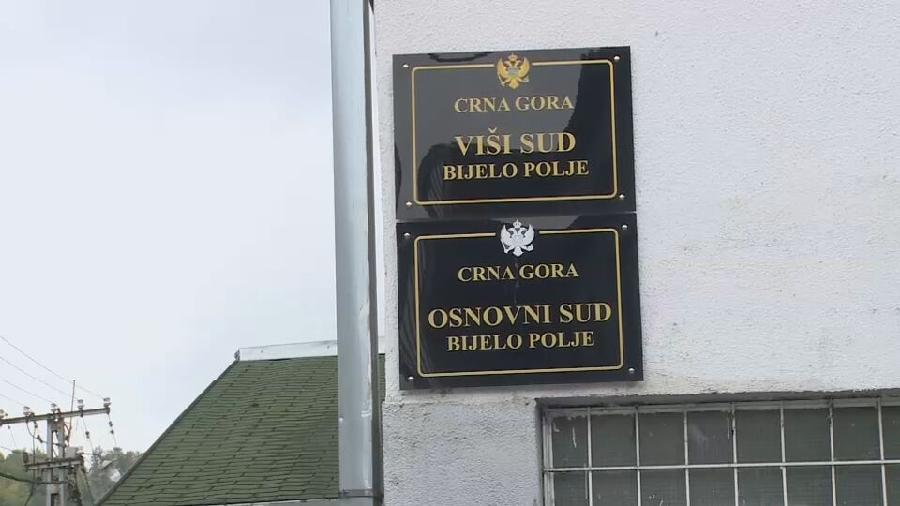 CRNA GORA
VIŠI SUD
BIJELO POLJE
CRNA GORA
OSNOVNI SUD
BIJELO POLJE